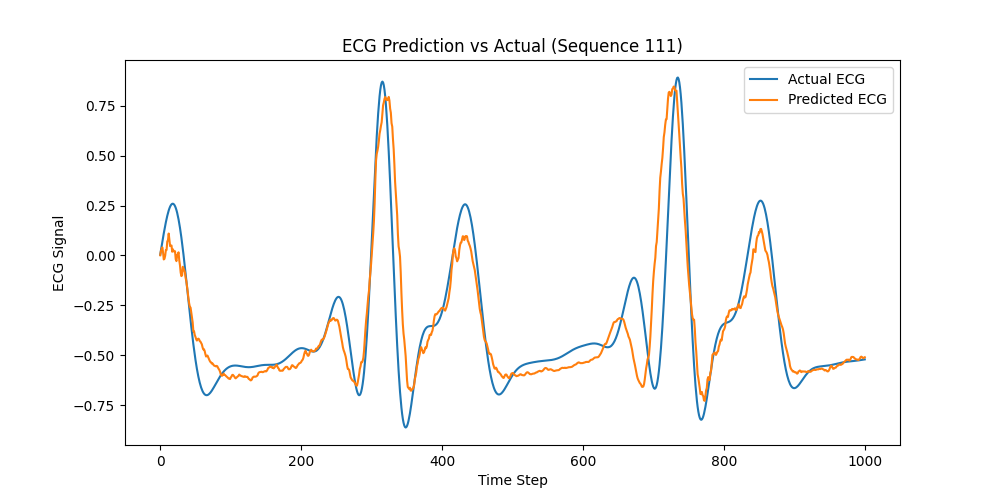 ECG Prediction vs Actual (Sequence 111)
Actual ECG
Predicted ECG
ECG Signal
0.75
0.50
0.25
0.00
−0.25
−0.50
−0.75
0 200 400 600 800 1000
Time Step